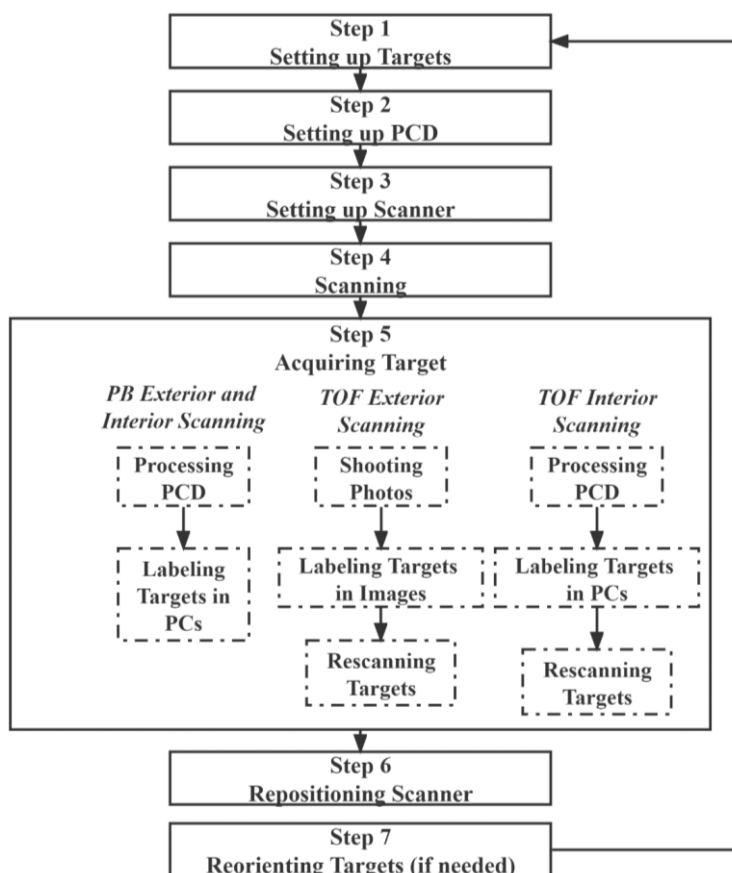 Step 1
Setting up Targets
Step 2
Setting up PCD
Step 3
Setting up Scanner
Step 4
Scanning
Step 5
Acquiring Target
PB Exterior and
Interior Scanning
Processing
PCD
Labeling
Targets in
PCs
TOF Exterior
Scanning
Shooting
Photos
Labeling Targets
in Images
Rescanning
Targets
TOF Interior
Scanning
Processing
PCD
Labeling Targets
in PCs
Rescanning
Targets
Step 6
Repositioning Scanner
Step 7
Reorienting Targets (if needed)